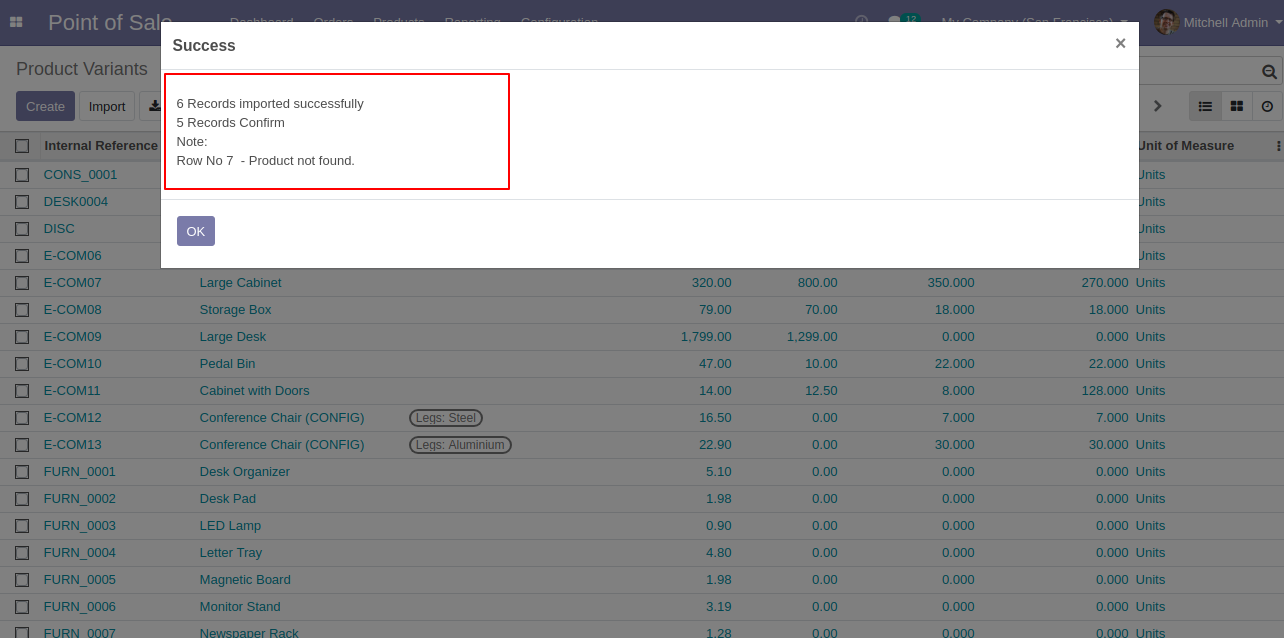 Point of Sale Dashboard Orders Products Reporting Configuration 12 My Company (San Francisco) Mitchell Admin
Success ×
Product Variants
6 Records imported successfully
5 Records Confirm
Note:
Row No 7 - Product not found.
Create Import
OK
Internal Reference Unit of Measure
CONS_0001 Units
DESK0004 Units
DISC Units
E-COM06 Units
E-COM07 Large Cabinet 320.00 800.00 350.000 270.000 Units
E-COM08 Storage Box 79.00 70.00 18.000 18.000 Units
E-COM09 Large Desk 1,799.00 1,299.00 0.000 0.000 Units
E-COM10 Pedal Bin 47.00 10.00 22.000 22.000 Units
E-COM11 Cabinet with Doors 14.00 12.50 8.000 128.000 Units
E-COM12 Conference Chair (CONFIG) Legs: Steel 16.50 0.00 7.000 7.000 Units
E-COM13 Conference Chair (CONFIG) Legs: Aluminium 22.90 0.00 30.000 30.000 Units
FURN_0001 Desk Organizer 5.10 0.00 0.000 0.000 Units
FURN_0002 Desk Pad 1.98 0.00 0.000 0.000 Units
FURN_0003 LED Lamp 0.90 0.00 0.000 0.000 Units
FURN_0004 Letter Tray 4.80 0.00 0.000 0.000 Units
FURN_0005 Magnetic Board 1.98 0.00 0.000 0.000 Units
FURN_0006 Monitor Stand 3.19 0.00 0.000 0.000 Units
FURN_0007 Newspaper Rack 1.28 0.00 0.000 0.000 Units